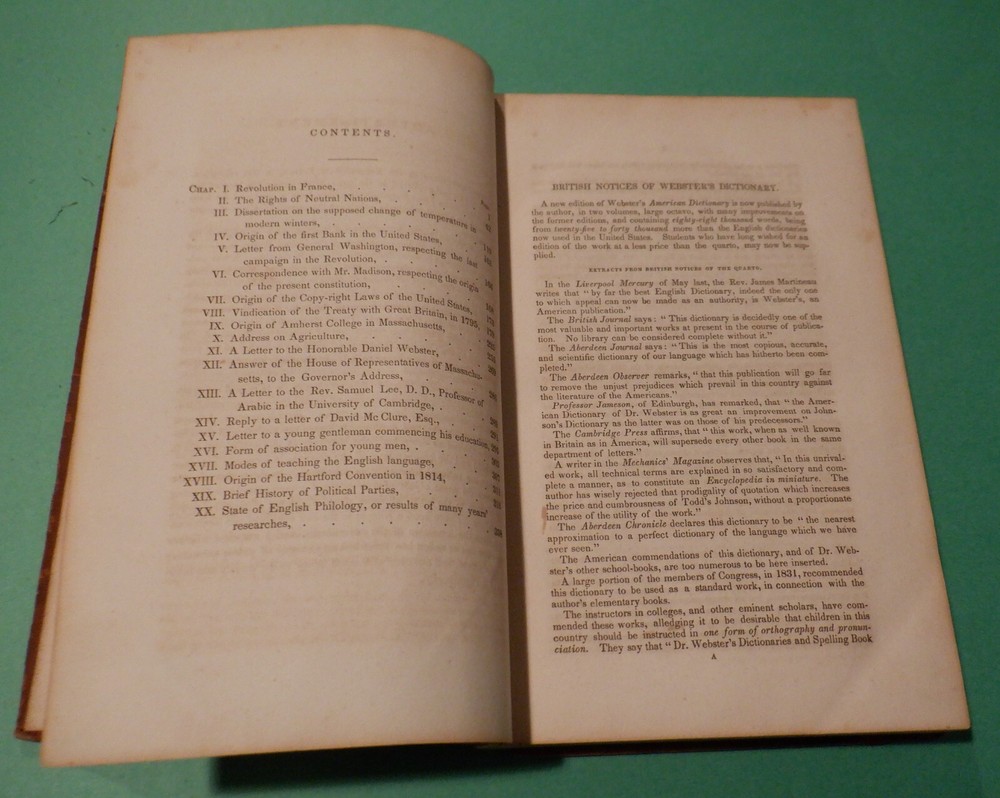 CONTENTS.
CHAP. I. Revolution in France,
II. The Rights of Neutral Nations,
III. Dissertation on the supposed change of temperature in
modern winters,
IV. Origin of the first Bank in the United States,
V. Letter from General Washington, respecting the last
campaign in the Revolution,
VI. Correspondence with Mr. Madison, respecting the origin
of the present constitution,
VII. Origin of the Copy-right Laws of the United States,
VIII. Vindication of the Treaty with Great Britain, in 1795,
IX. Origin of Amherst College in Massachusetts,
X. Address on Agriculture,
XI. A Letter to the Honorable Daniel Webster,
XII. Answer of the House of Representatives of Massachu-
setts, to the Governor's Address,
XIII. A Letter to the Rev. Samuel Lee, D. D., Professor of
Arabic in the University of Cambridge,
XIV. Reply to a letter of David Mc Clure, Esq.,
XV. Letter to a young gentleman commencing his education,
XVI. Form of association for young men,
XVII. Modes of teaching the English language,
XVIII. Origin of the Hartford Convention in 1814,
XIX. Brief History of Political Parties,
XX. State of English Philology, or results of many years'
researches,
BRITISH NOTICES OF WEBSTER'S DICTIONARY.
A new edition of Webster's American Dictionary is now published by
the author, in two volumes, large octavo, with many improvements on
the former editions, and containing eighty-eight thousand words, being
from twenty-five to forty thousand more than the English dictionaries
now used in the United States. Students who have long wished for an
edition of the work at a less price than the quarto, may now be sup-
plied.
EXTRACTS FROM BRITISH NOTICES OF THE QUARTO.
In the Liverpool Mercury of May last, the Rev. James Martineau
writes that "by far the best English Dictionary, indeed the only one
to which appeal can now be made as an authority, is Webster's, an
American publication."
The British Journal says: "This dictionary is decidedly one of the
most valuable and important works at present in the course of publica-
tion. No library can be considered complete without it."
The Aberdeen Journal says: "This is the most copious, accurate,
and scientific dictionary of our language which has hitherto been com-
pleted."
The Aberdeen Observer remarks, "that this publication will go far
to remove the unjust prejudices which prevail in this country against
the literature of the Americans."
Professor Jameson, of Edinburgh, has remarked, that "the Amer-
ican Dictionary of Dr. Webster is as great an improvement on John-
son's Dictionary as the latter was on those of his predecessors."
The Cambridge Press affirms, that "this work, when as well known
in Britain as in America, will supersede every other book in the same
department of letters."
A writer in the Mechanics' Magazine observes that, "In this unrival-
ed work, all technical terms are explained in so satisfactory and com-
plete a manner, as to constitute an Encyclopedia in miniature. The
author has wisely rejected that prodigality of quotation which increases
the price and cumbrousness of Todd's Johnson, without a proportionate
increase of the utility of the work."
The Aberdeen Chronicle declares this dictionary to be "the nearest
approximation to a perfect dictionary of the language which we have
ever seen."
The American commendations of this dictionary, and of Dr. Web-
ster's other school-books, are too numerous to be here inserted.
A large portion of the members of Congress, in 1831, recommended
this dictionary to be used as a standard work, in connection with the
author's elementary books.
The instructors in colleges, and other eminent scholars, have com-
mended these works, alledging it to be desirable that children in this
country should be instructed in one form of orthography and pronun-
ciation. They say that "Dr. Webster's Dictionaries and Spelling Book
A